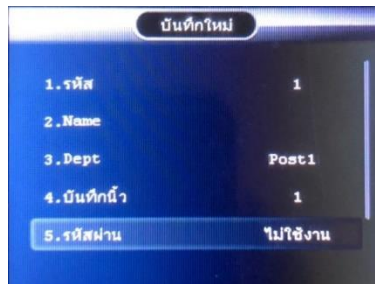 บันทึกใหม่
1.รหัส 1
2.Name
3.Dept Post1
4.บันทึกนิ้ว 1
5.รหัสผ่าน ไม่ใช้งาน